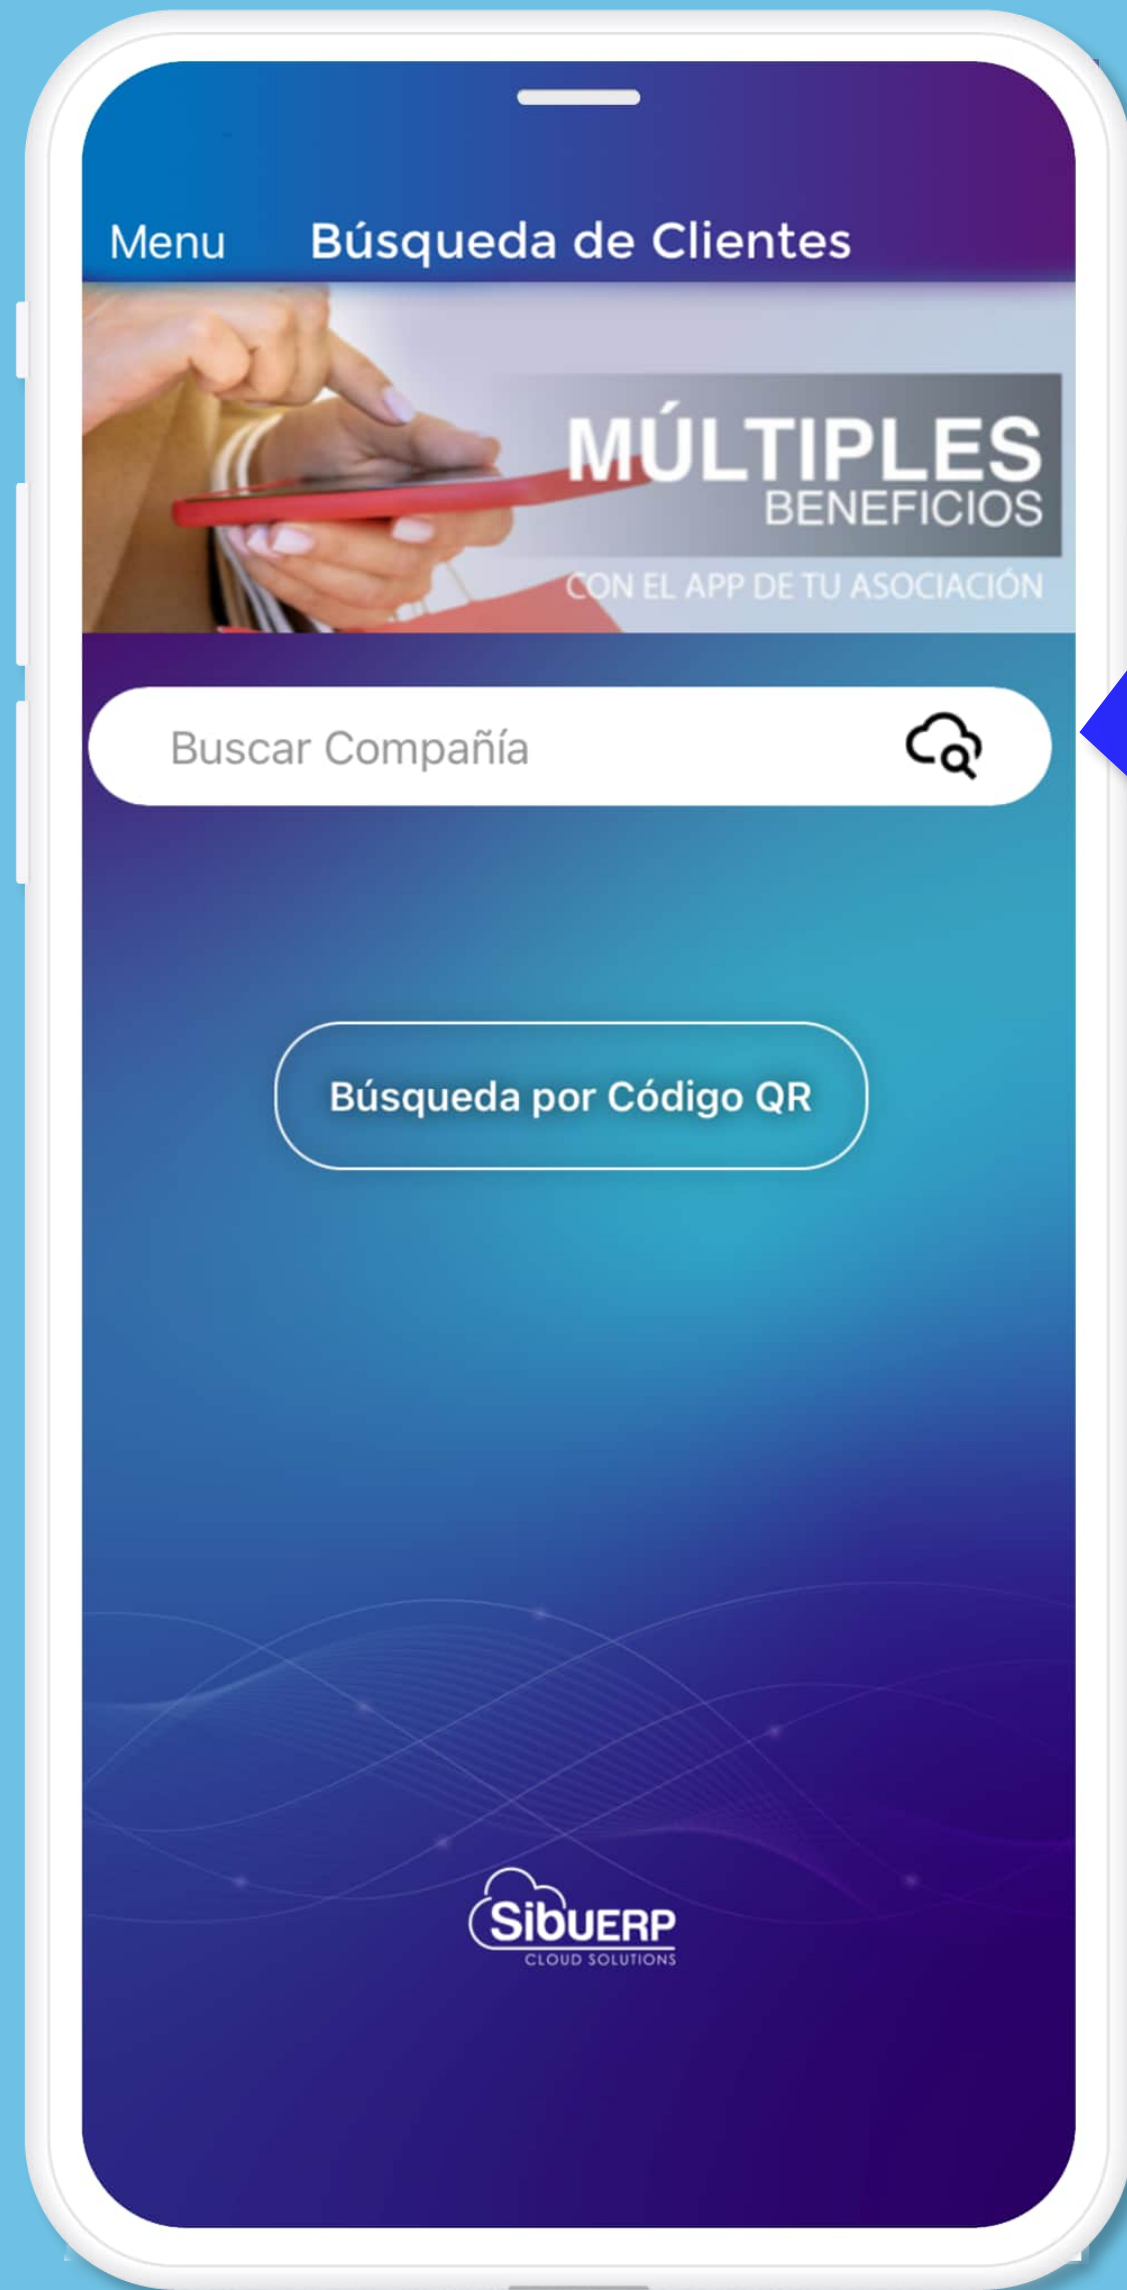 Menu Búsqueda de Clientes
MÚLTIPLES
BENEFICIOS
CON EL APP DE TU ASOCIACIÓN
Buscar Compañía
Búsqueda por Código QR
SibUERP
CLOUD SOLUTIONS